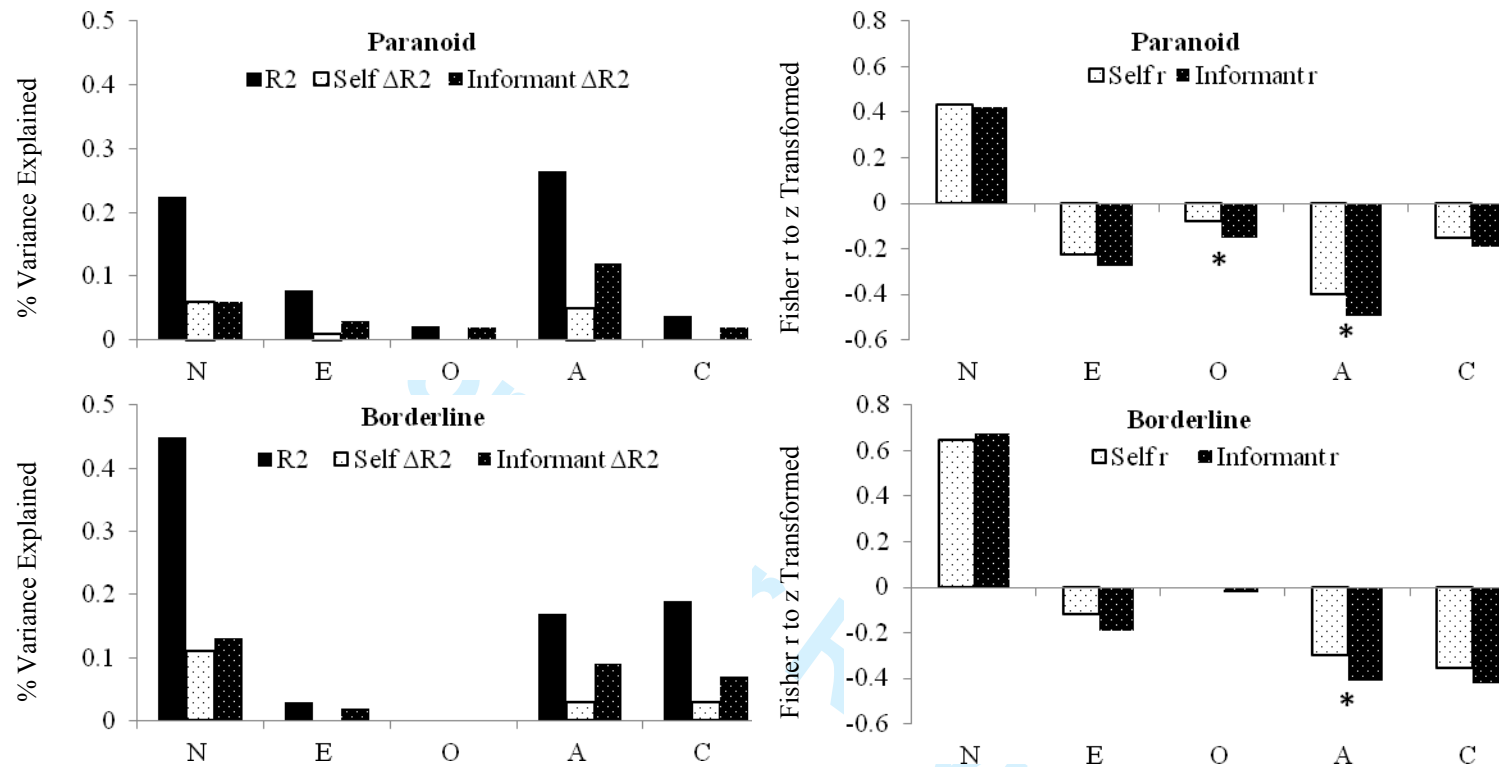 Paranoid
R2 Self ΔR2 Informant ΔR2
% Variance Explained
0.5
0.4
0.3
0.2
0.1
0
N E O A C
Paranoid
Self r Informant r
Fisher r to z Transformed
0.8
0.6
0.4
0.2
0
-0.2
-0.4
-0.6
*
*
N E O A C
Borderline
R2 Self ΔR2 Informant ΔR2
% Variance Explained
0.5
0.4
0.3
0.2
0.1
0
N E O A C
Borderline
Self r Informant r
Fisher r to z Transformed
0.8
0.6
0.4
0.2
0
-0.2
-0.4
-0.6
*
N E O A C